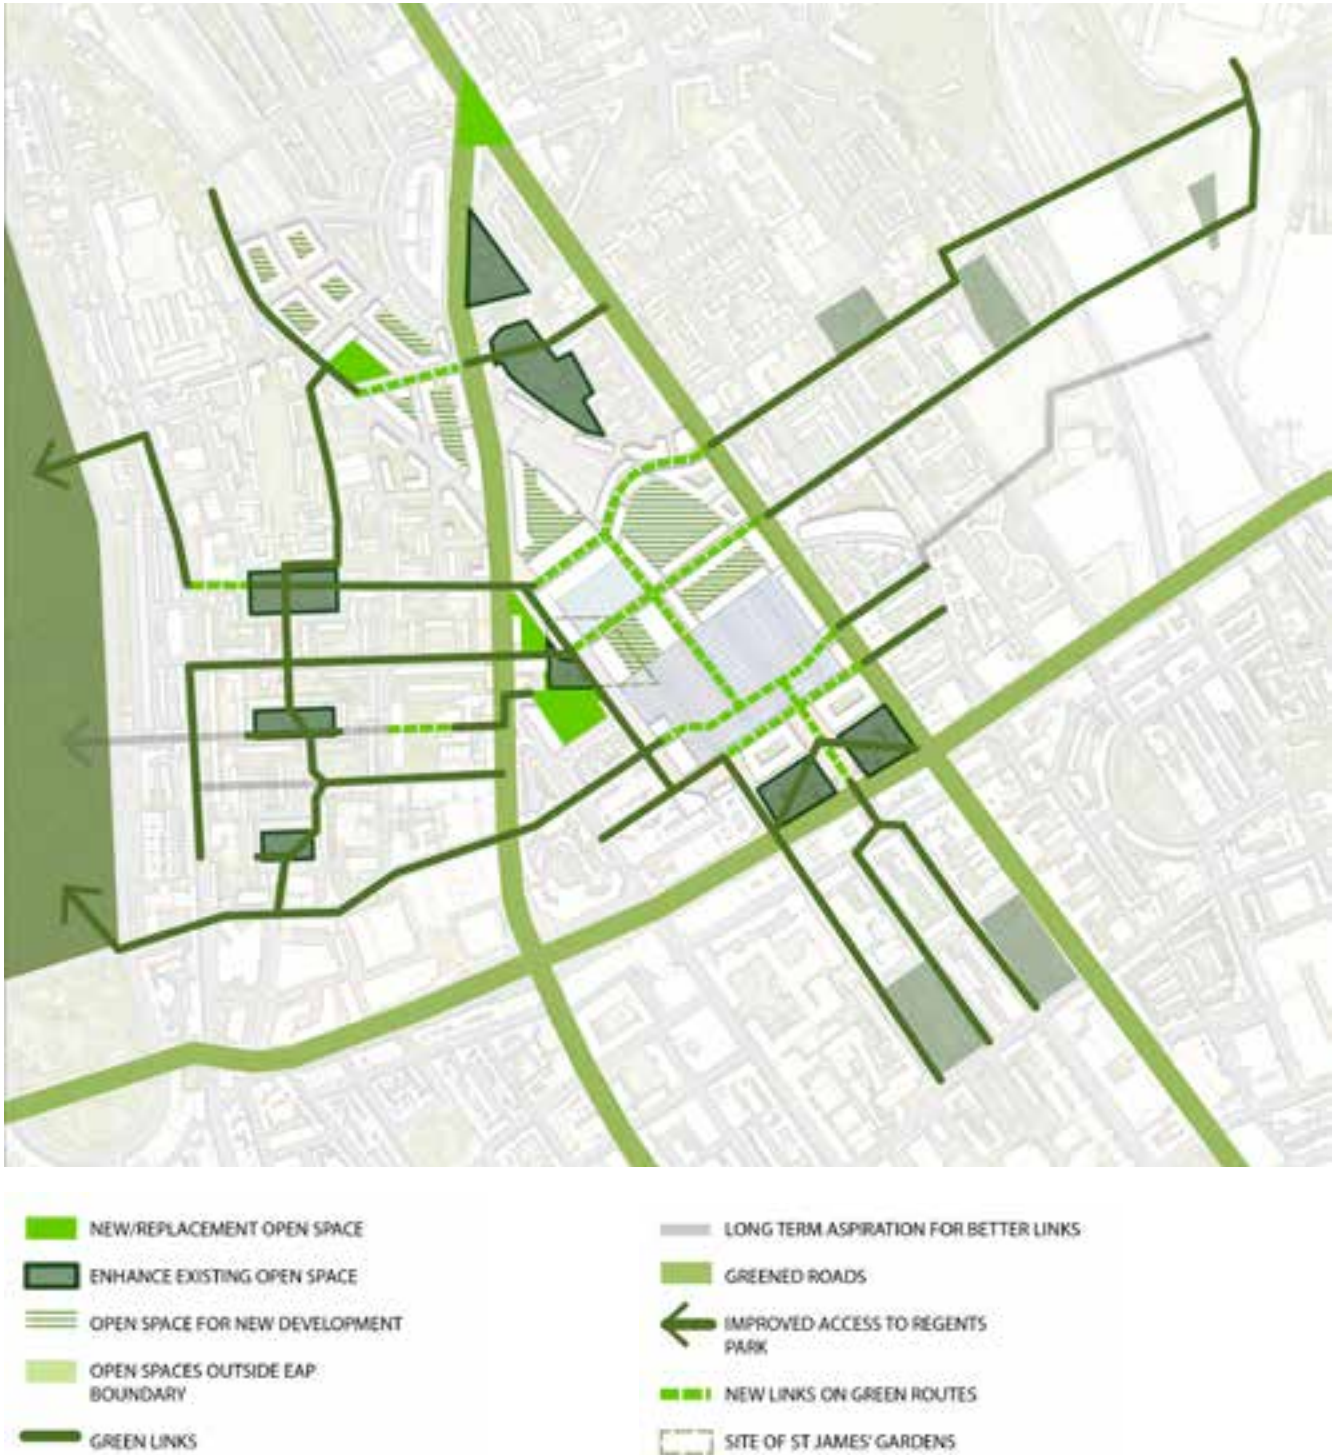 NEW/REPLACEMENT OPEN SPACE
ENHANCE EXISTING OPEN SPACE
OPEN SPACE FOR NEW DEVELOPMENT
OPEN SPACES OUTSIDE EAP
BOUNDARY
GREEN LINKS
LONG TERM ASPIRATION FOR BETTER LINKS
GREENED ROADS
IMPROVED ACCESS TO REGENTS
PARK
NEW LINKS ON GREEN ROUTES
SITE OF ST JAMES' GARDENS